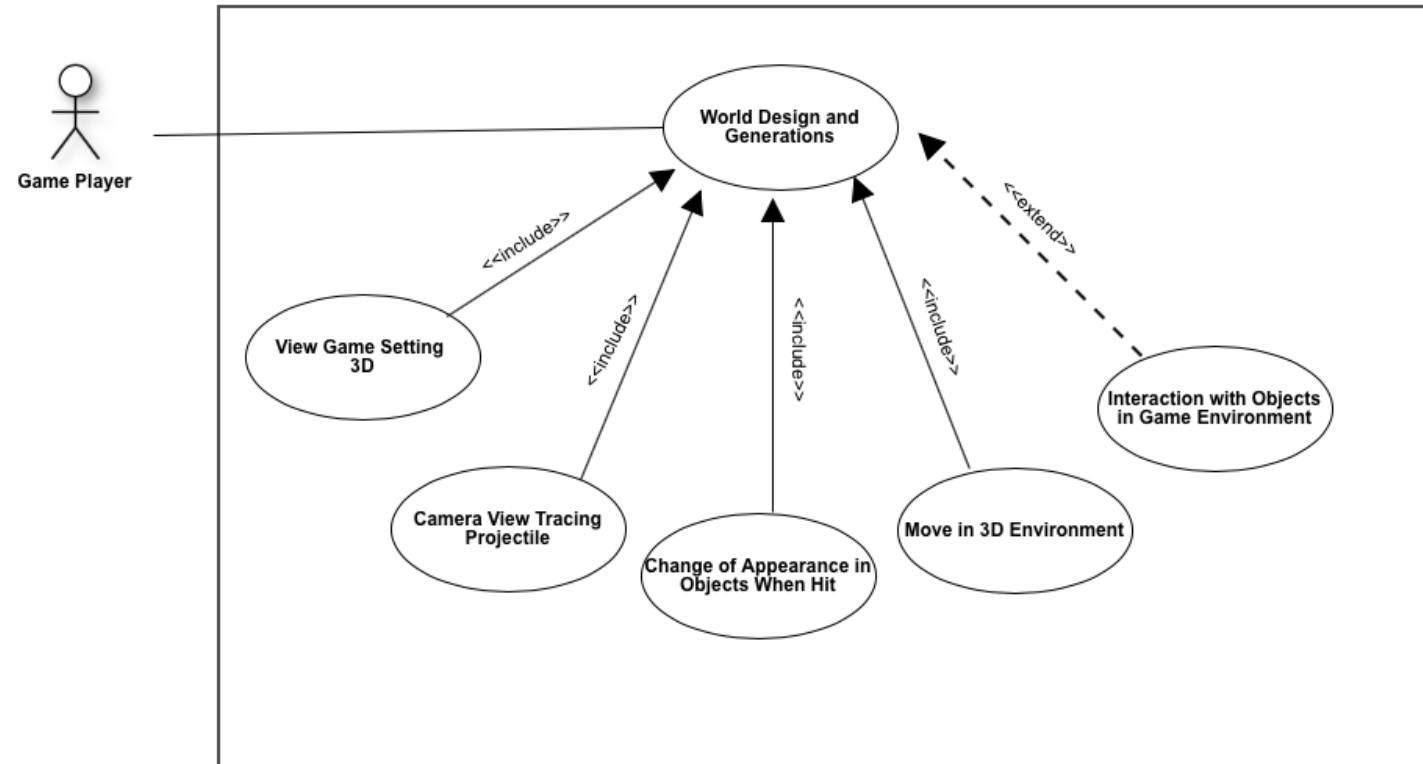 World Design and
Generations
Game Player
<<include>>
<<include>>
<<include>>
<<include>>
<<extend>>
View Game Setting
3D
Interaction with Objects
in Game Environment
Camera View Tracing
Projectile
Change of Appearance in
Objects When Hit
Move in 3D Environment